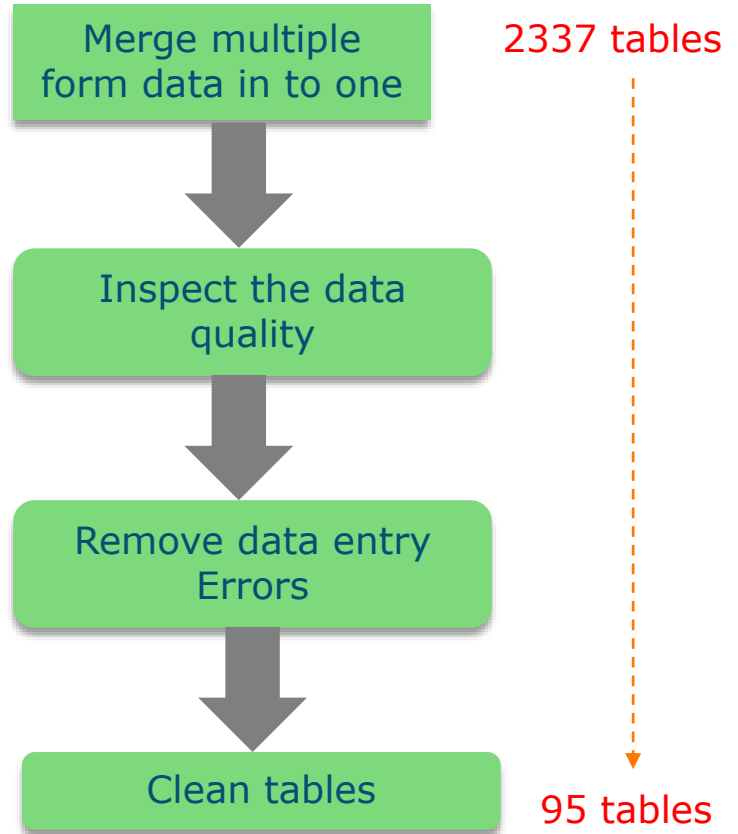 Merge multiple
form data in to one
2337 tables
Inspect the data
quality
Remove data entry
Errors
Clean tables
95 tables